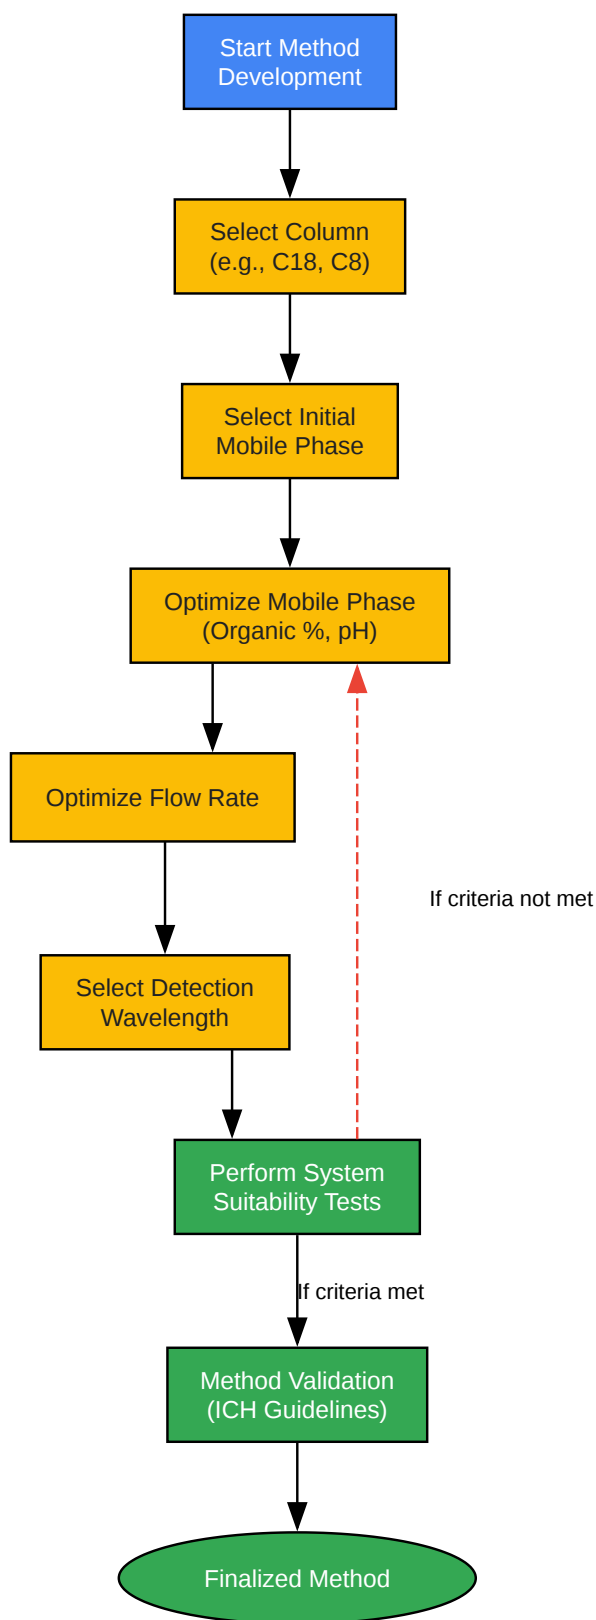 Start Method
Development
Select Column
(e.g., C18, C8)
Select Initial
Mobile Phase
Optimize Mobile Phase
(Organic %, pH)
Optimize Flow Rate
If criteria not met
Select Detection
Wavelength
Perform System
Suitability Tests
If criteria met
Method Validation
(ICH Guidelines)
Finalized Method